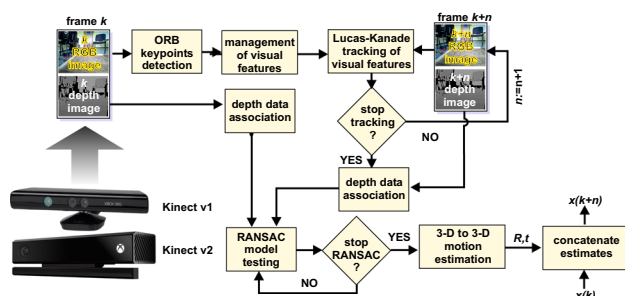 frame k
k
RGB
image
k
depth
image
ORB
keypoints
detection
management
of visual
features
Lucas-Kanade
tracking of
visual features
frame k+n
k+n
RGB
image
k+n
depth
image
n:=n+1
depth data
association
stop
tracking
?
NO
YES
depth data
association
XBOX 360
Kinect v1
Kinect v2
RANSAC
model
testing
stop
RANSAC
?
YES
NO
3-D to 3-D
motion
estimation
R,t
x(k+n)
concatenate
estimates
x(k)